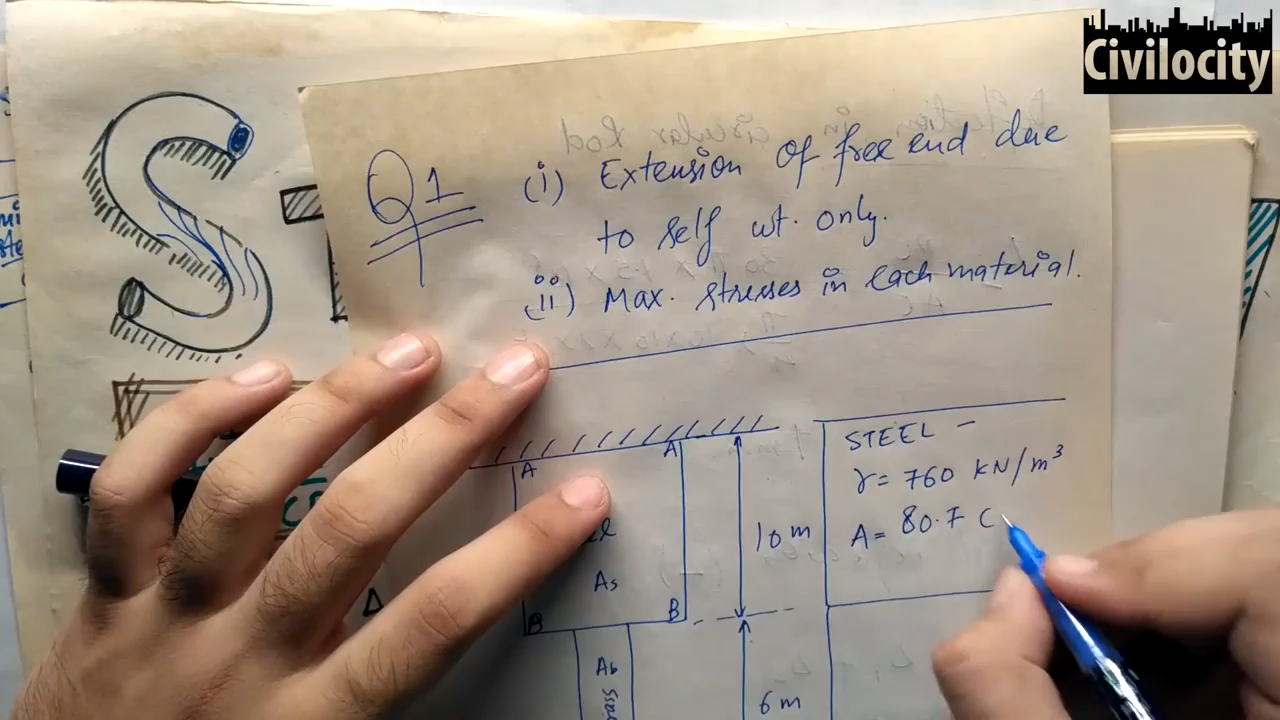 Civilocity
Q1
(i) Extension of free end due
to self wt. only.
(ii) Max. stresses in each material.
A
A
As
B
B
10 m
Ab
6 m
STEEL -
γ = 760 KN/m³
A = 80.7 C
Δ